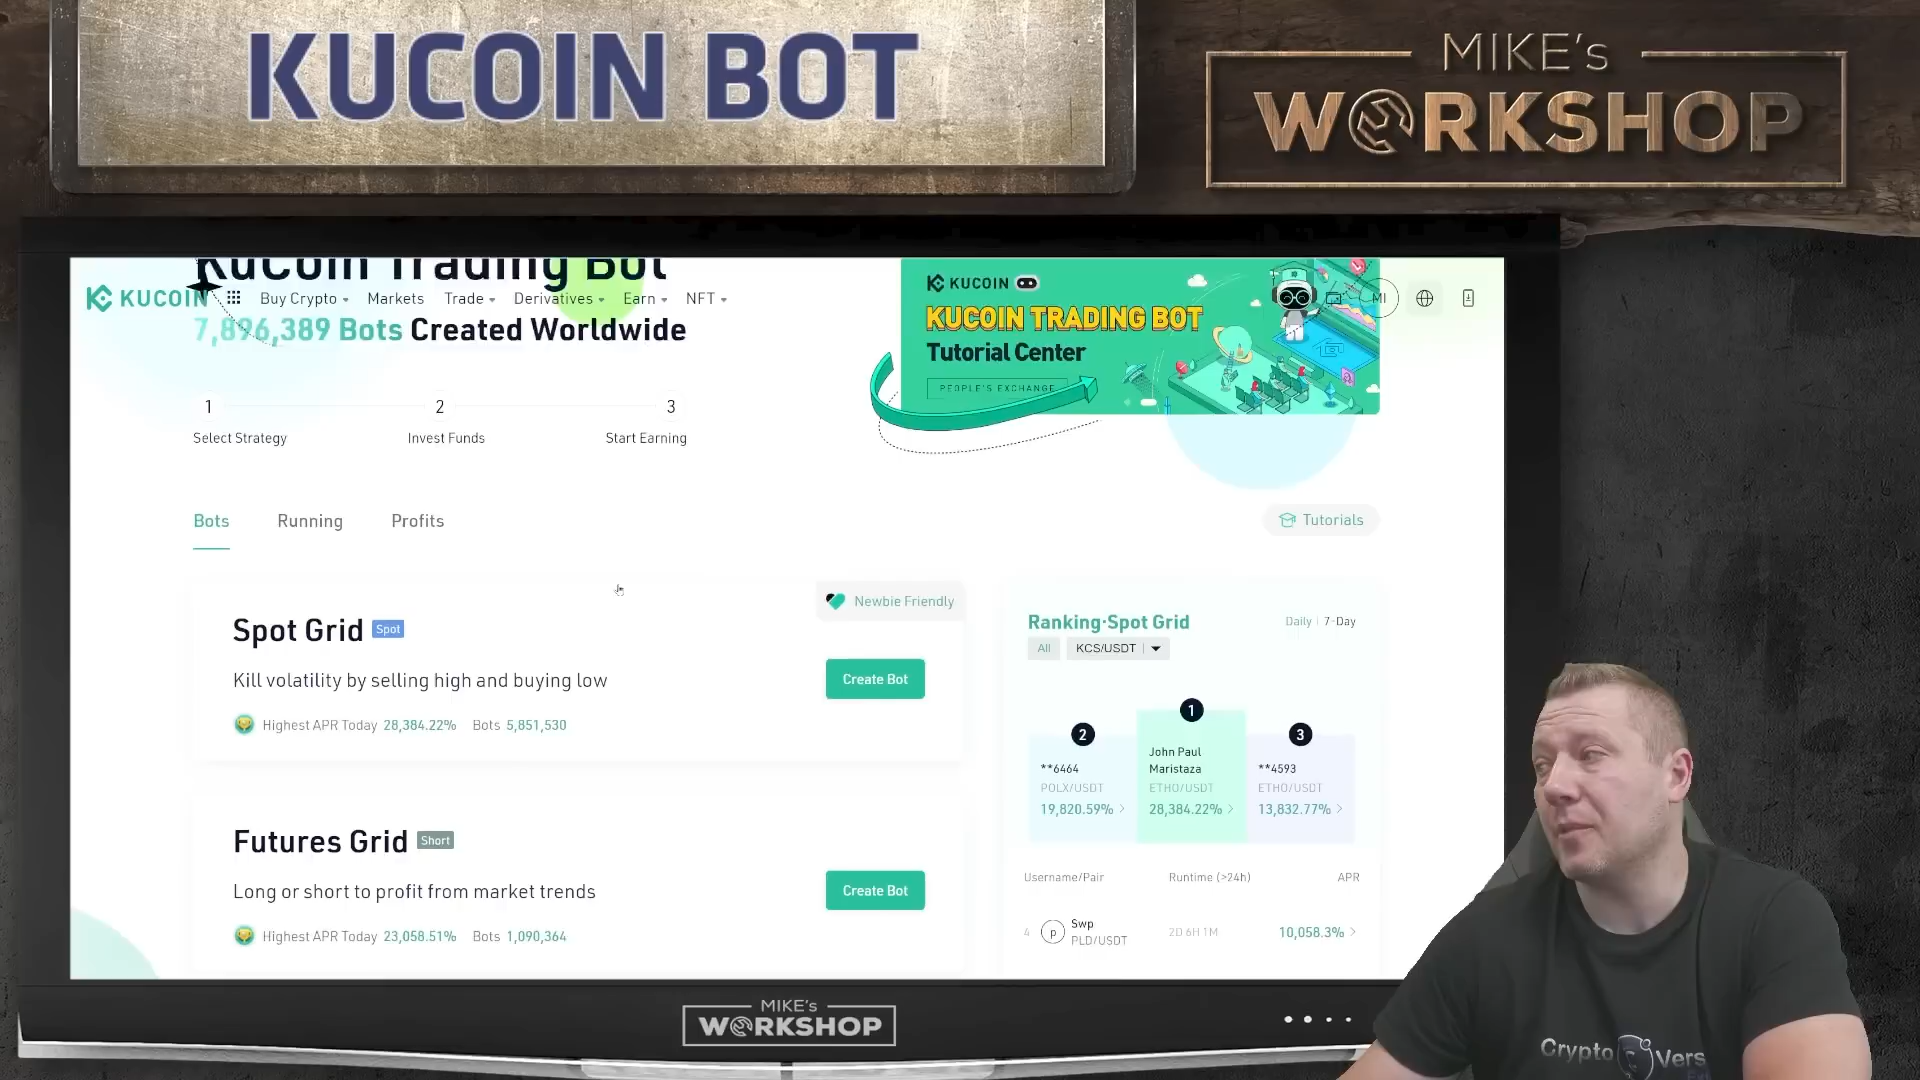 KUCOIN BOT
MIKE's
WORKSHOP
KuCoin Trading Bot
KUCOIN
Buy Crypto
Markets
Trade
Derivatives
Earn
NFT
MI
7,896,389 Bots Created Worldwide
1
2
3
Select Strategy
Invest Funds
Start Earning
KUCOIN
KUCOIN TRADING BOT
Tutorial Center
PEOPLE'S EXCHANGE
Bots
Running
Profits
Tutorials
Newbie Friendly
Spot Grid Spot
Kill volatility by selling high and buying low
Create Bot
Highest APR Today 28,384.22% Bots 5,851,530
Futures Grid Short
Long or short to profit from market trends
Create Bot
Highest APR Today 23,058.51% Bots 1,090,364
Ranking·Spot Grid
Daily | 7-Day
All
KCS/USDT
2
**6464
POLX/USDT
19,820.59%
1
John Paul
Maristaza
ETHO/USDT
28,384.22%
3
**4593
ETHO/USDT
13,832.77%
Username/Pair
Runtime (>24h)
APR
4
p
Swp
PLD/USDT
2D 6H 1M
10,058.3%
MIKE's
WORKSHOP
Crypto Vers